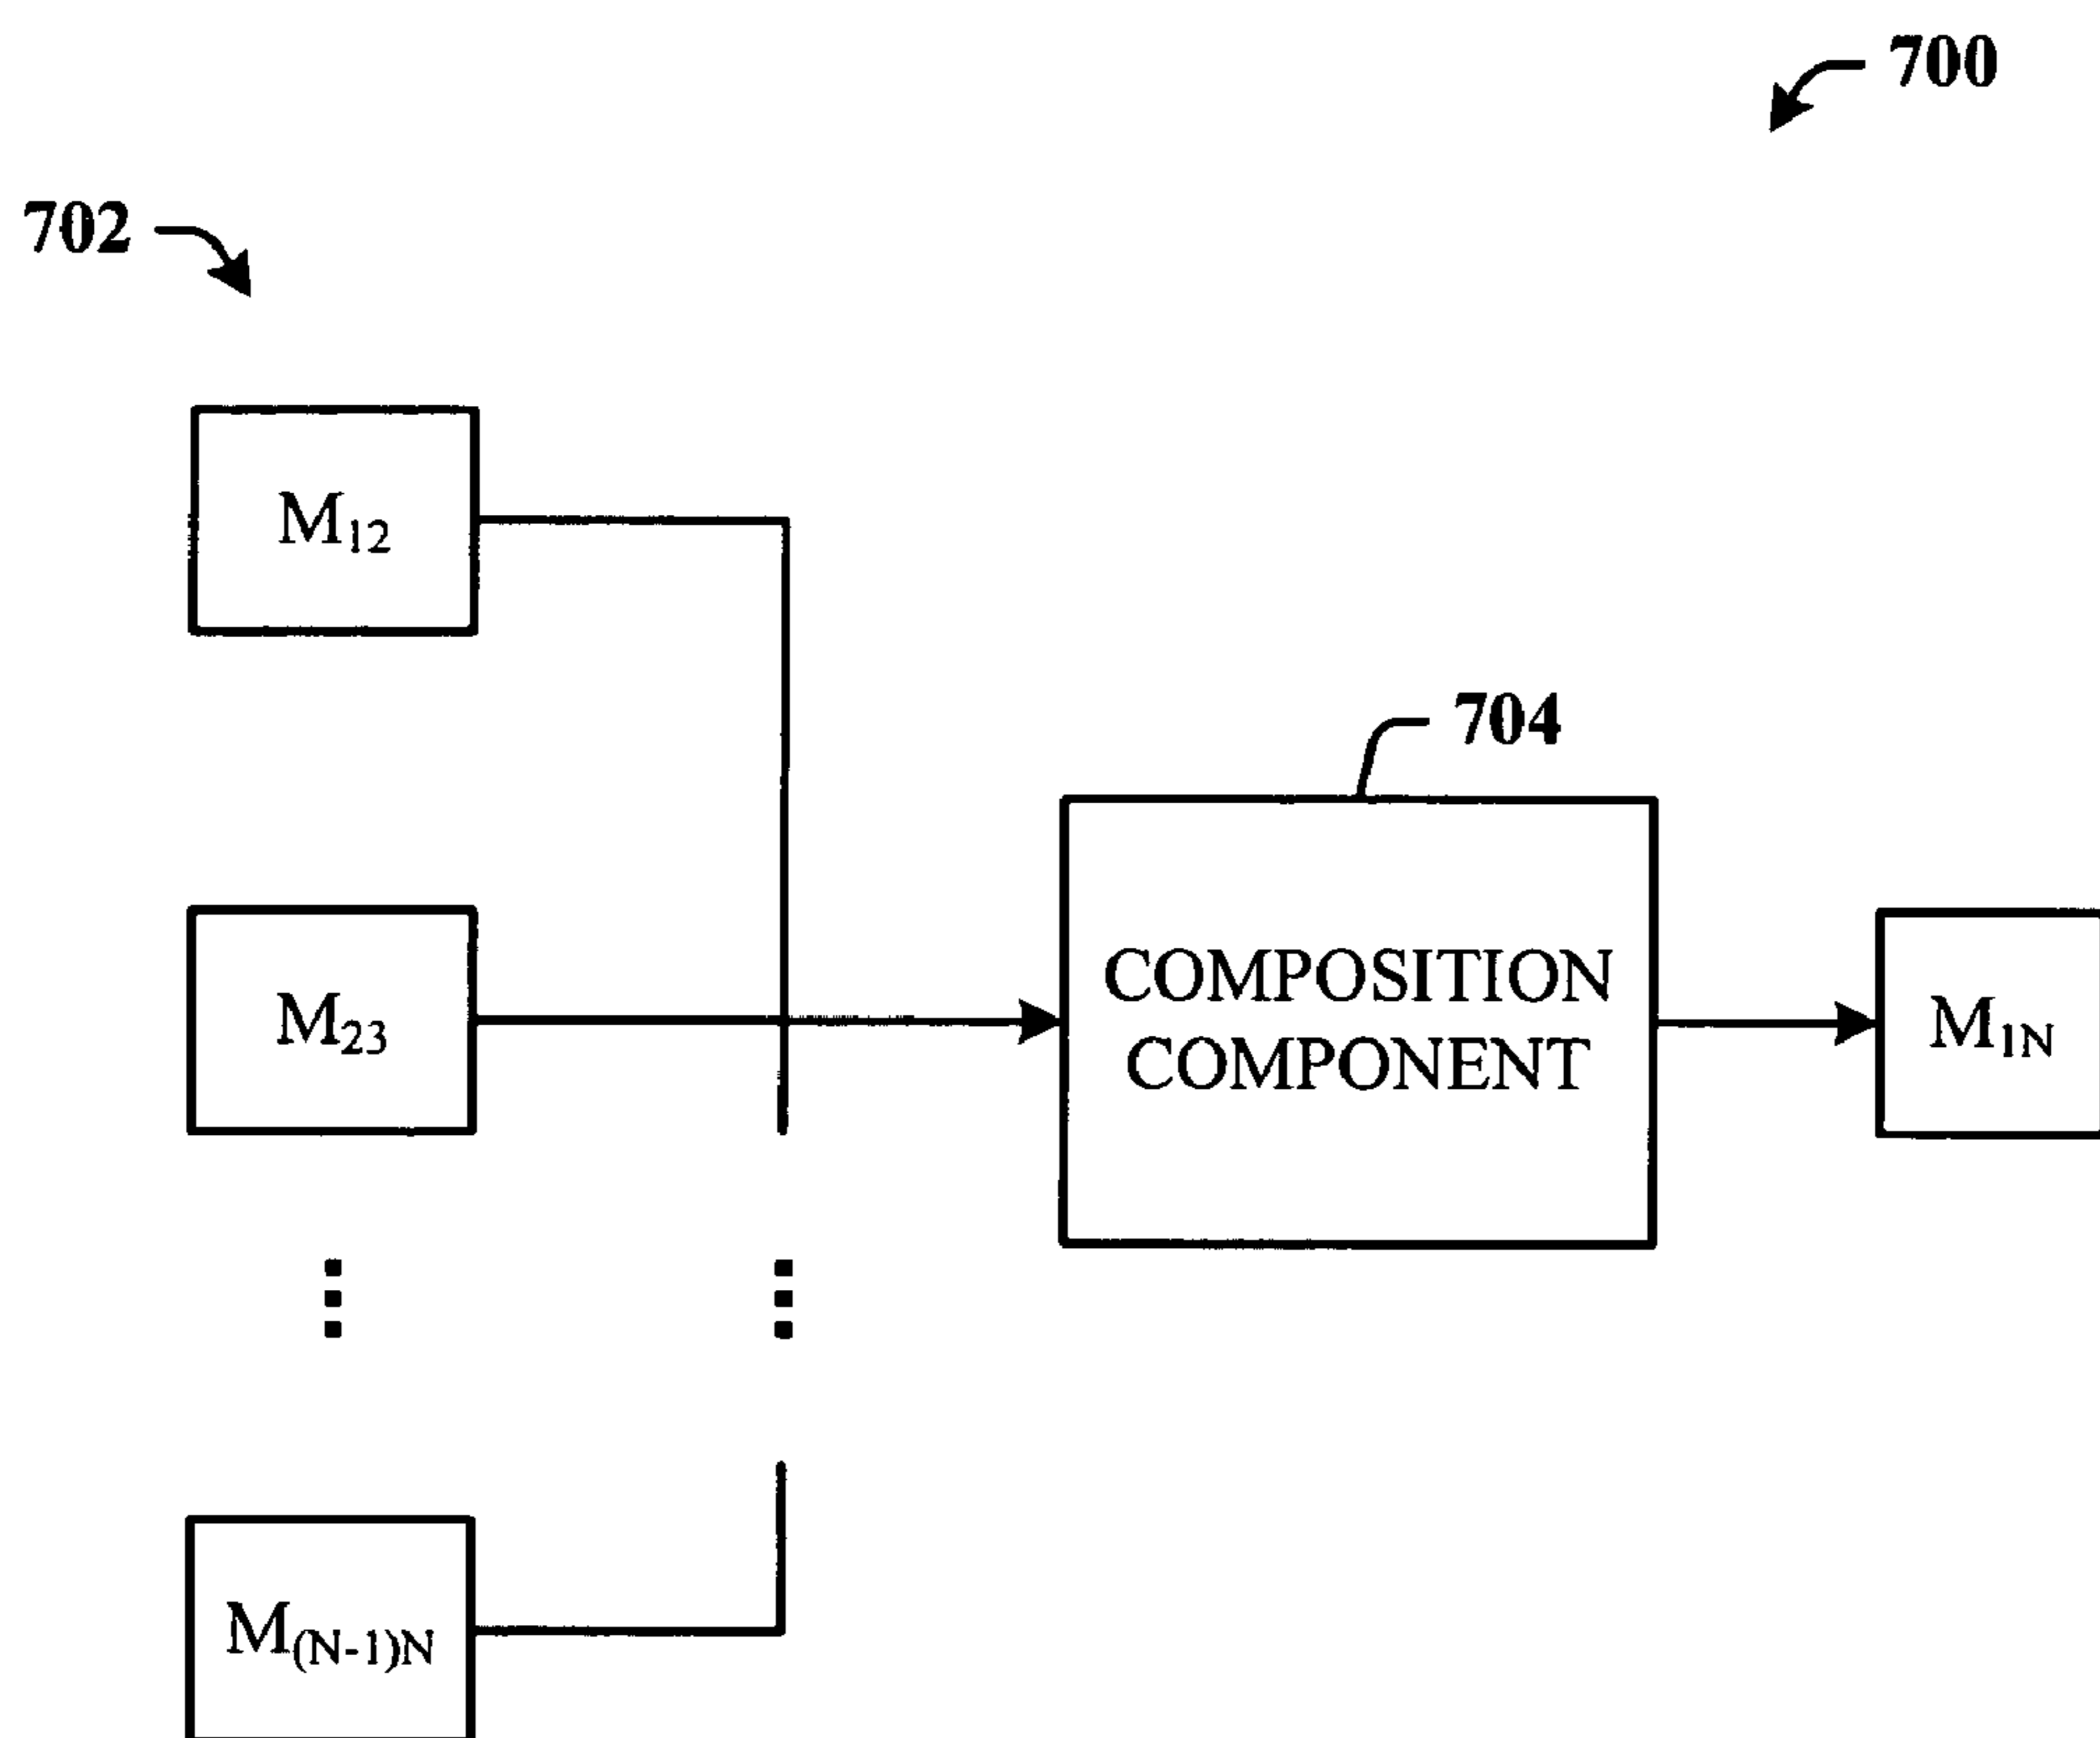 700
702
M₁₂
704
M₂₃
COMPOSITION
COMPONENT
M₁N
M(N-1)N